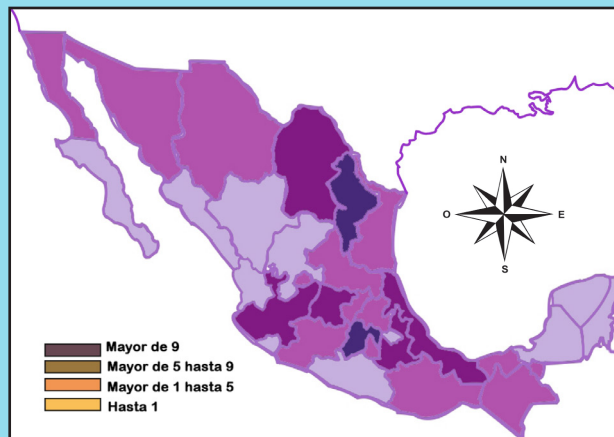 N
O
E
S
Mayor de 9
Mayor de 5 hasta 9
Mayor de 1 hasta 5
Hasta 1